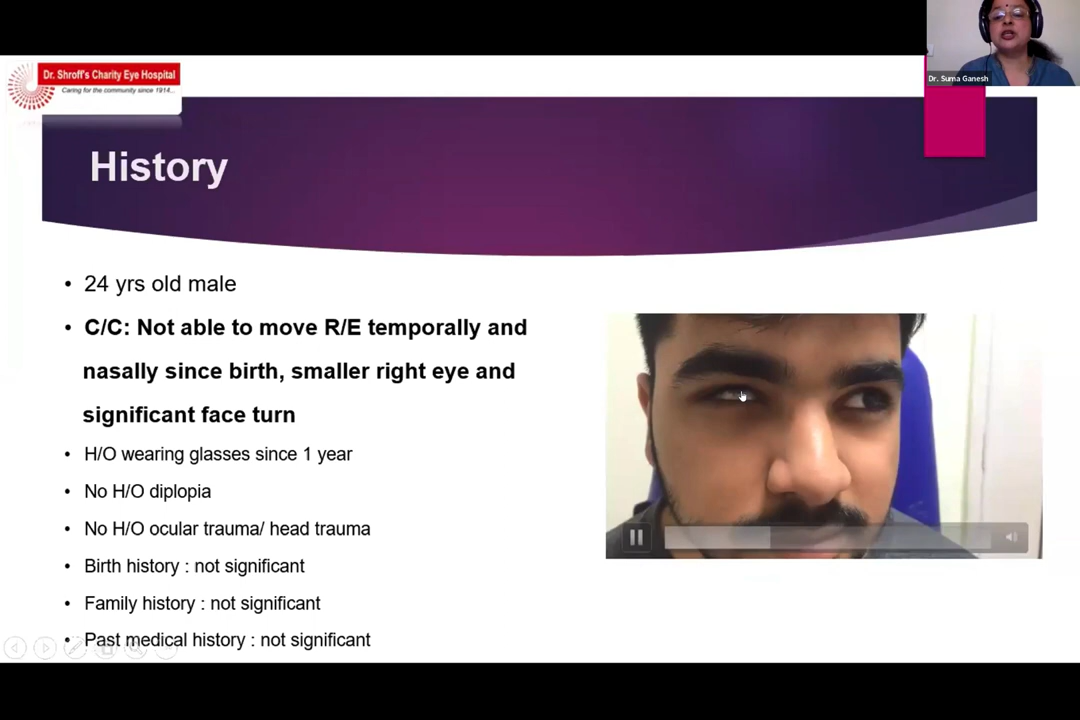 Dr. Shroff's Charity Eye Hospital
Caring for the community since 1914...
Dr. Suma Ganesh
History
• 24 yrs old male
• C/C: Not able to move R/E temporally and
nasally since birth, smaller right eye and
significant face turn
• H/O wearing glasses since 1 year
• No H/O diplopia
• No H/O ocular trauma/ head trauma
• Birth history : not significant
• Family history : not significant
• Past medical history : not significant